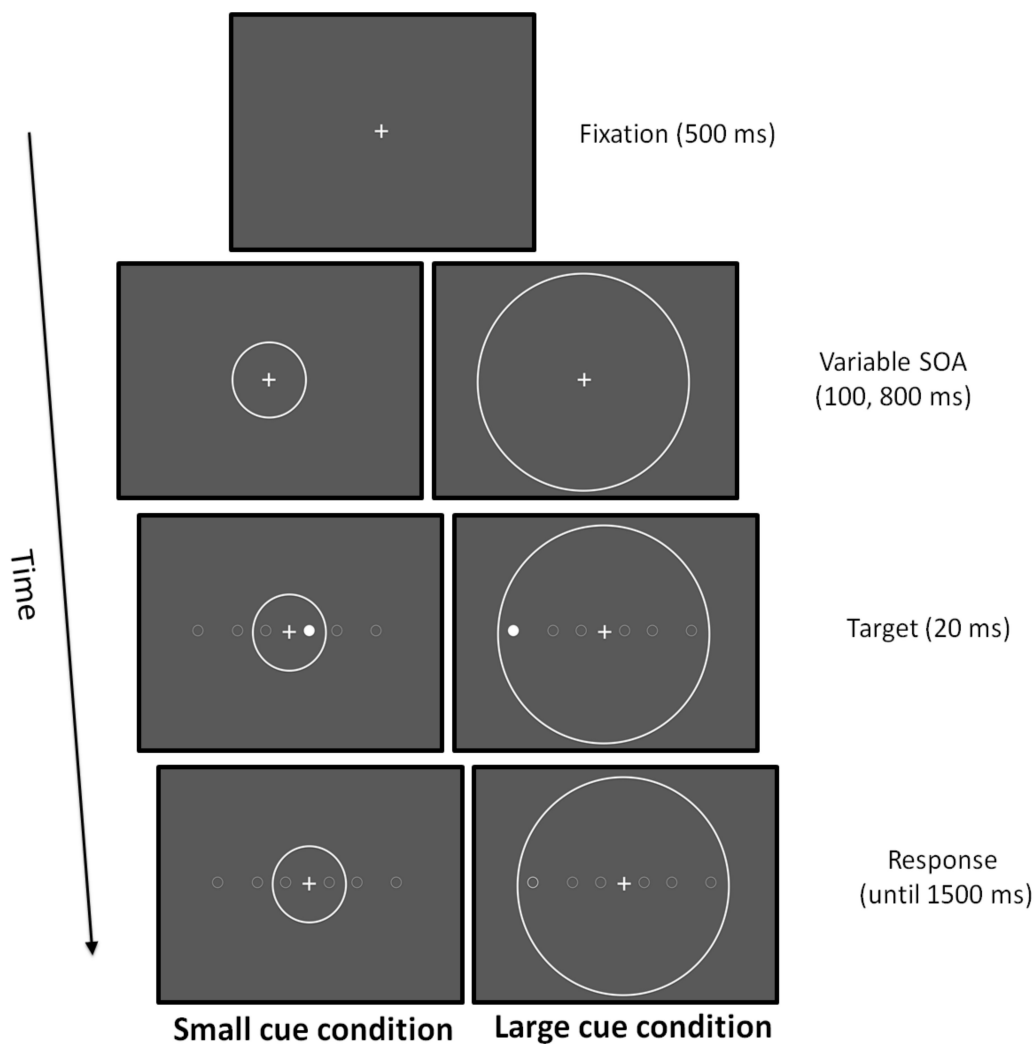 Fixation (500 ms)
Variable SOA
(100, 800 ms)
Time
Target (20 ms)
Response
(until 1500 ms)
Small cue condition
Large cue condition